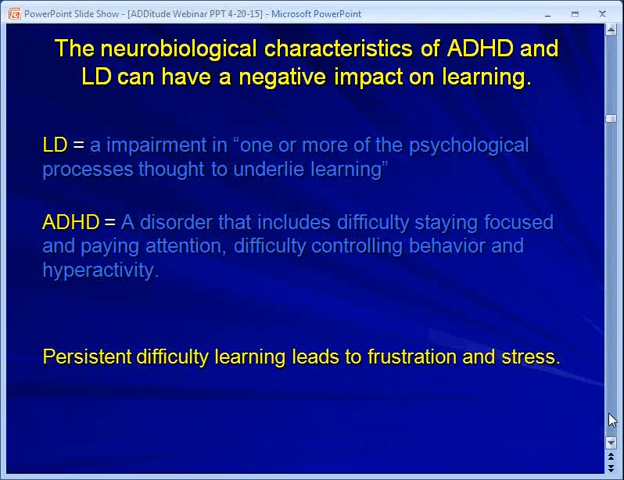 PowerPoint Slide Show - [ADDitude Webinar PPT 4-20-15] - Microsoft PowerPoint
The neurobiological characteristics of ADHD and
LD can have a negative impact on learning.
LD = a impairment in “one or more of the psychological
processes thought to underlie learning”
ADHD = A disorder that includes difficulty staying focused
and paying attention, difficulty controlling behavior and
hyperactivity.
Persistent difficulty learning leads to frustration and stress.